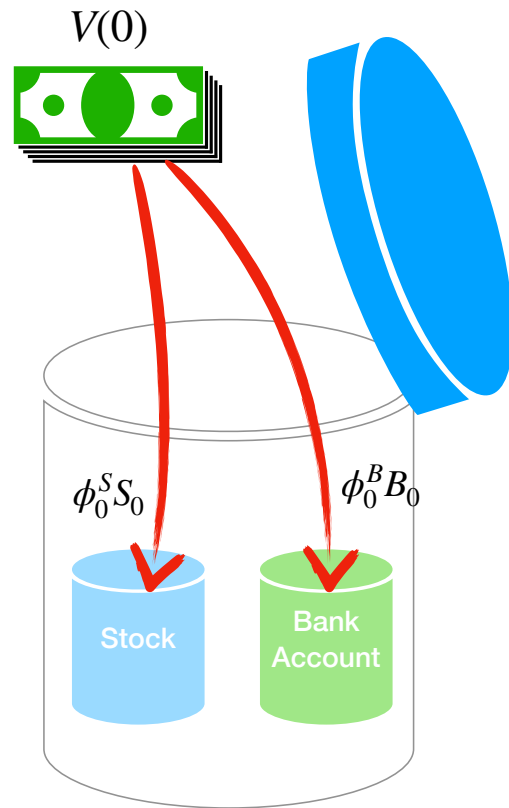 V(0)
ϕ₀ˢS₀
ϕ₀ᴮB₀
Stock
Bank
Account